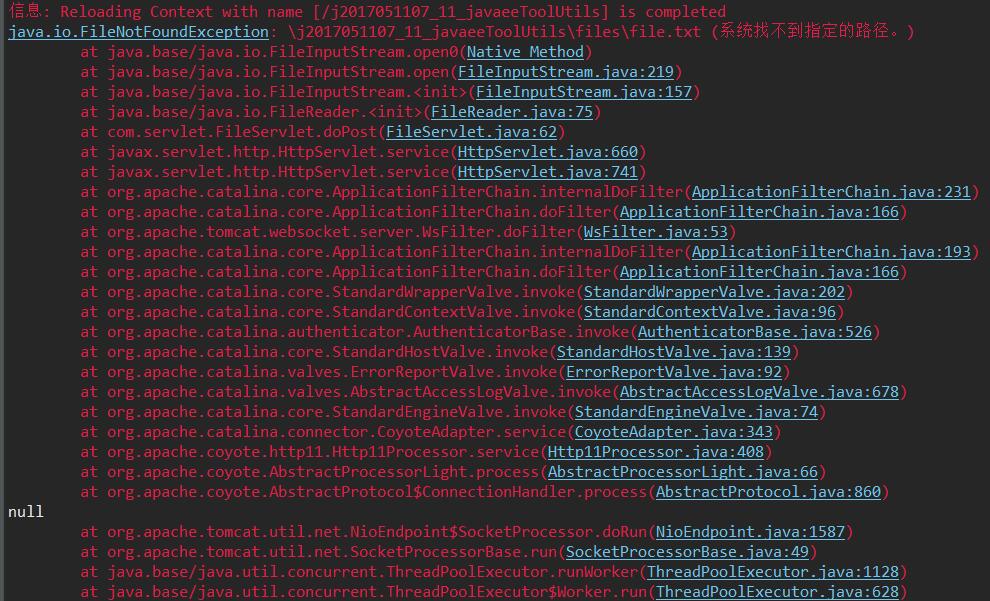 信息: Reloading Context with name [/j2017051107_11_javaeeToolUtils] is completed
java.io.FileNotFoundException: \j2017051107_11_javaeeToolUtils\files\file.txt (系统找不到指定的路径。)
at java.base/java.io.FileInputStream.open0(Native Method)
at java.base/java.io.FileInputStream.open(FileInputStream.java:219)
at java.base/java.io.FileInputStream.<init>(FileInputStream.java:157)
at java.base/java.io.FileReader.<init>(FileReader.java:75)
at com.servlet.FileServlet.doPost(FileServlet.java:62)
at javax.servlet.http.HttpServlet.service(HttpServlet.java:660)
at javax.servlet.http.HttpServlet.service(HttpServlet.java:741)
at org.apache.catalina.core.ApplicationFilterChain.internalDoFilter(ApplicationFilterChain.java:231)
at org.apache.catalina.core.ApplicationFilterChain.doFilter(ApplicationFilterChain.java:166)
at org.apache.tomcat.websocket.server.WsFilter.doFilter(WsFilter.java:53)
at org.apache.catalina.core.ApplicationFilterChain.internalDoFilter(ApplicationFilterChain.java:193)
at org.apache.catalina.core.ApplicationFilterChain.doFilter(ApplicationFilterChain.java:166)
at org.apache.catalina.core.StandardWrapperValve.invoke(StandardWrapperValve.java:202)
at org.apache.catalina.core.StandardContextValve.invoke(StandardContextValve.java:96)
at org.apache.catalina.authenticator.AuthenticatorBase.invoke(AuthenticatorBase.java:526)
at org.apache.catalina.core.StandardHostValve.invoke(StandardHostValve.java:139)
at org.apache.catalina.valves.ErrorReportValve.invoke(ErrorReportValve.java:92)
at org.apache.catalina.valves.AbstractAccessLogValve.invoke(AbstractAccessLogValve.java:678)
at org.apache.catalina.core.StandardEngineValve.invoke(StandardEngineValve.java:74)
at org.apache.catalina.connector.CoyoteAdapter.service(CoyoteAdapter.java:343)
at org.apache.coyote.http11.Http11Processor.service(Http11Processor.java:408)
at org.apache.coyote.AbstractProcessorLight.process(AbstractProcessorLight.java:66)
at org.apache.coyote.AbstractProtocol$ConnectionHandler.process(AbstractProtocol.java:860)
null
at org.apache.tomcat.util.net.NioEndpoint$SocketProcessor.doRun(NioEndpoint.java:1587)
at org.apache.tomcat.util.net.SocketProcessorBase.run(SocketProcessorBase.java:49)
at java.base/java.util.concurrent.ThreadPoolExecutor.runWorker(ThreadPoolExecutor.java:1128)
at java.base/java.util.concurrent.ThreadPoolExecutor$Worker.run(ThreadPoolExecutor.java:628)